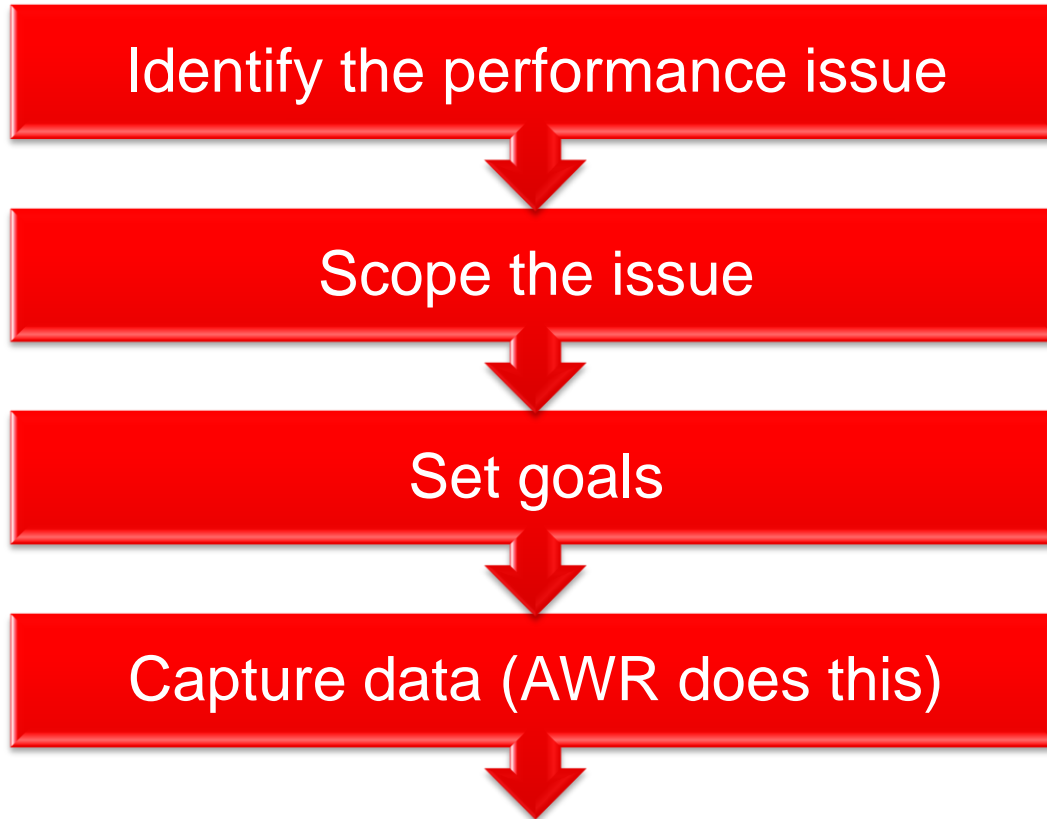 Identify the performance issue
Scope the issue
Set goals
Capture data (AWR does this)